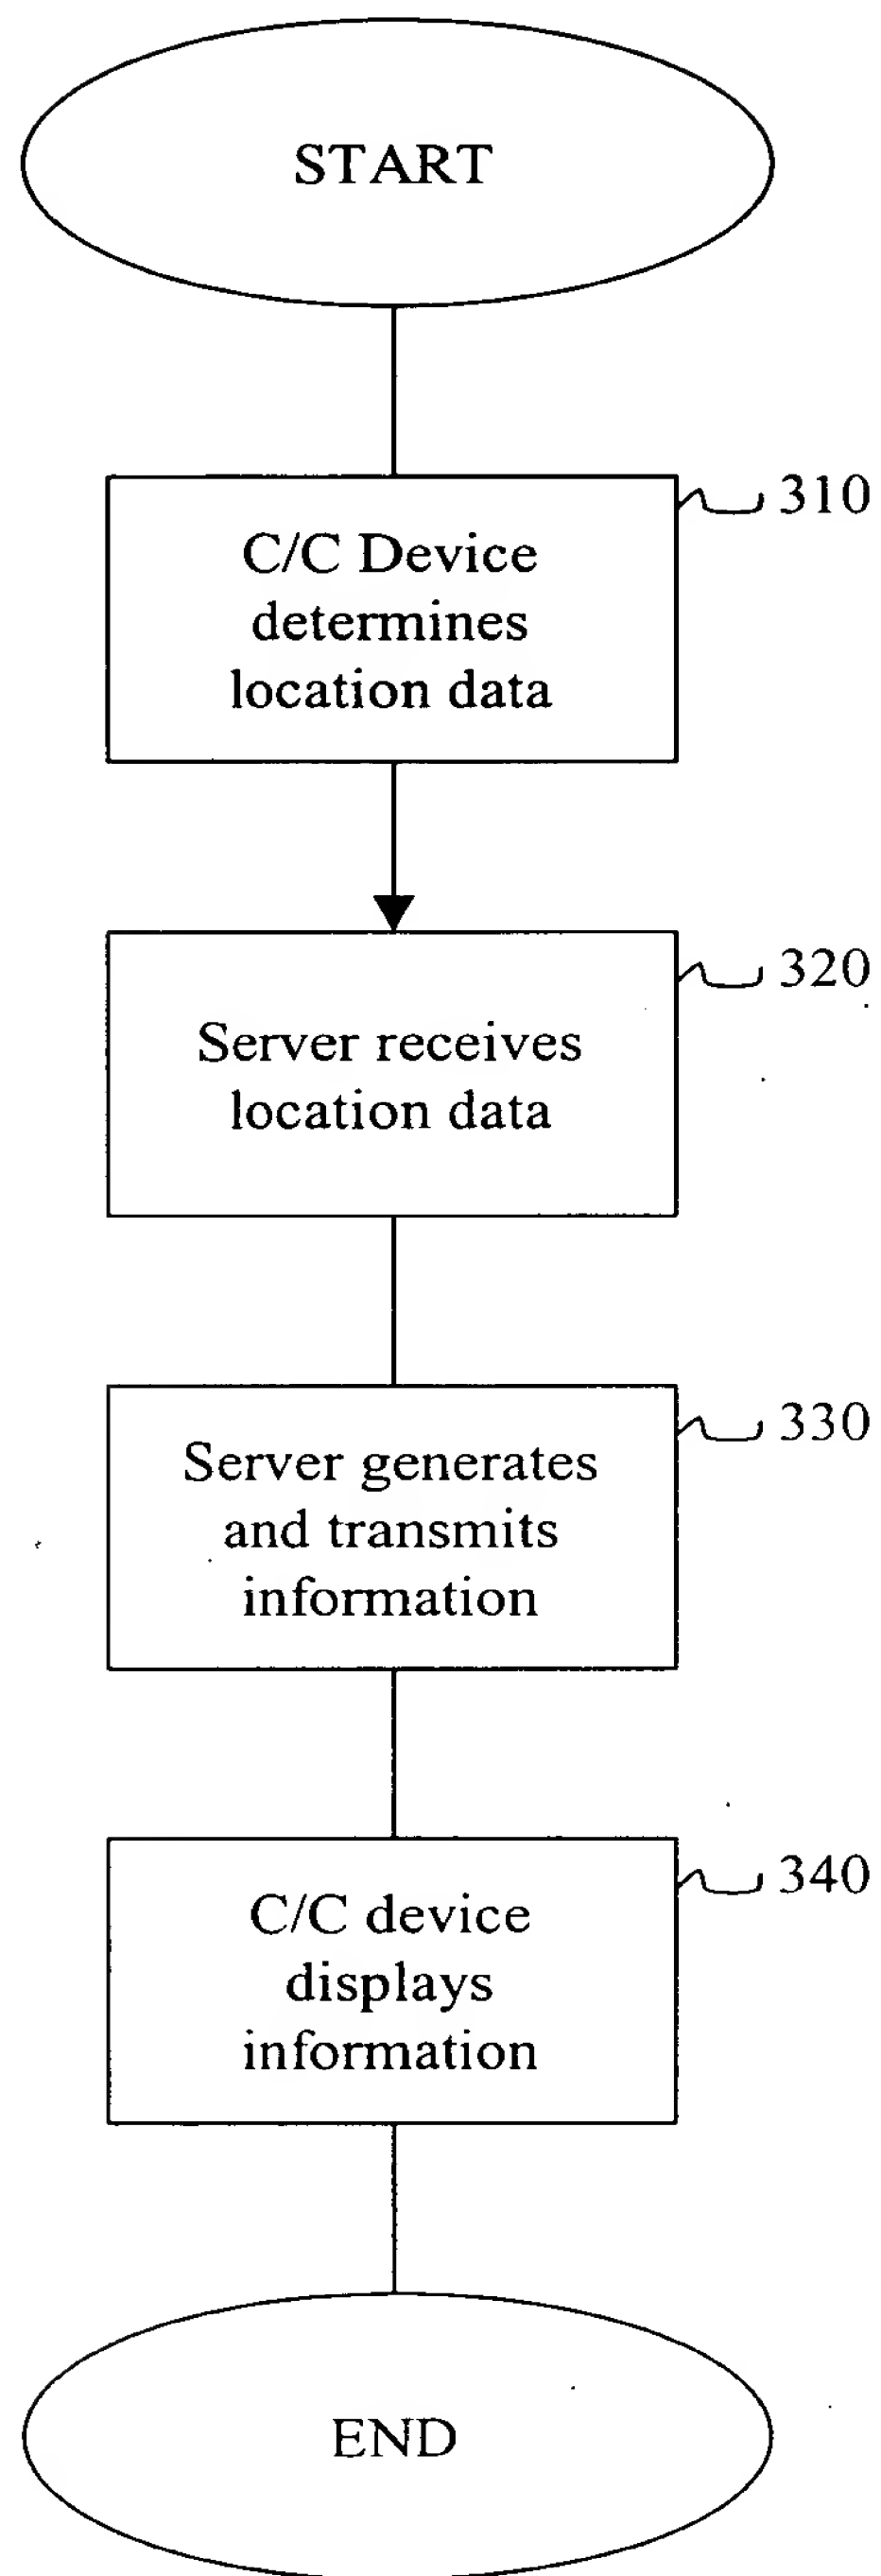 START
310
C/C Device
determines
location data
320
Server receives
location data
330
Server generates
and transmits
information
340
C/C device
displays
information
END